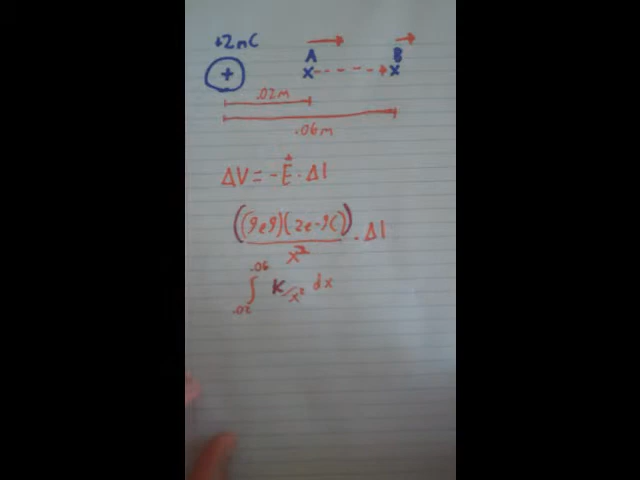 +2nC
A B
+ x x
.02m
.06m
ΔV = -E⃗ · Δl
((9e9)(2e-9C)) · Δl
x²
.06
∫ K/x² dx
.02